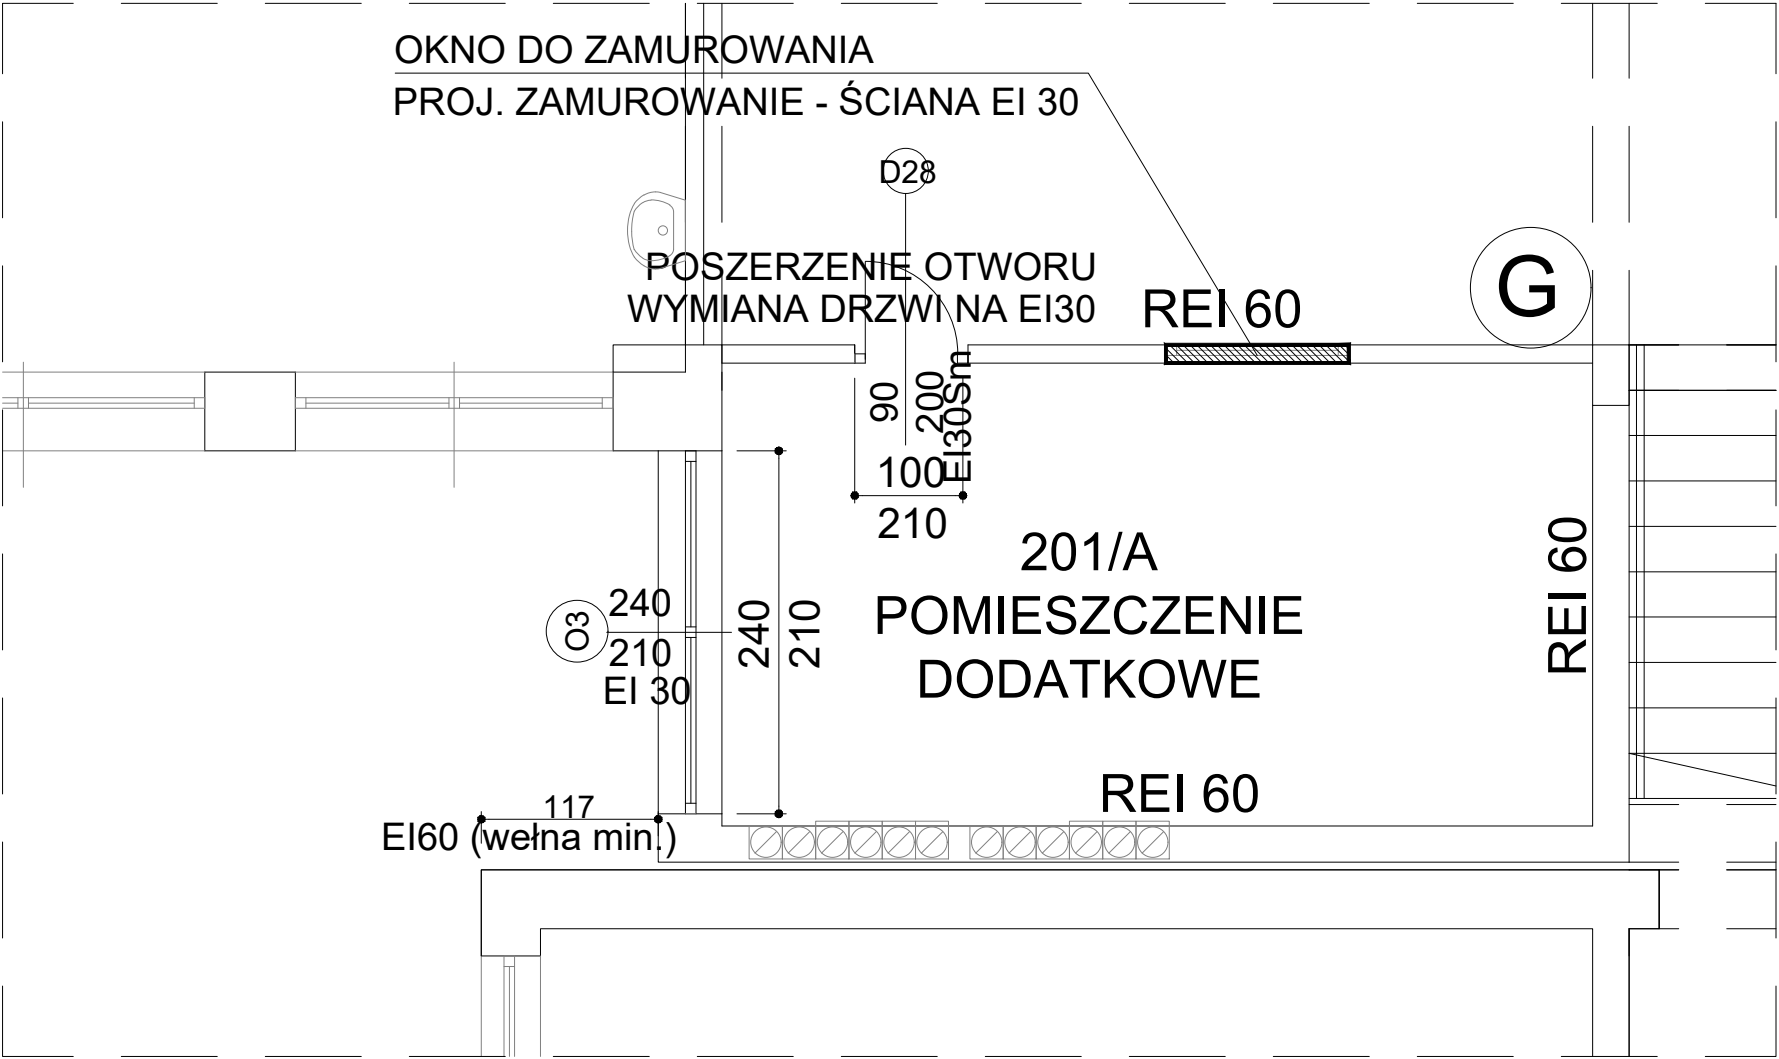 OKNO DO ZAMUROWANIA
PROJ. ZAMUROWANIE - ŚCIANA EI 30
D28
POSZERZENIE OTWORU
WYMIANA DRZWI NA EI30
REI 60
G
90
200
EI30Sm
100
210
201/A
POMIESZCZENIE
DODATKOWE
REI 60
O3
240
210
EI 30
240
210
REI 60
117
EI60 (wełna min.)